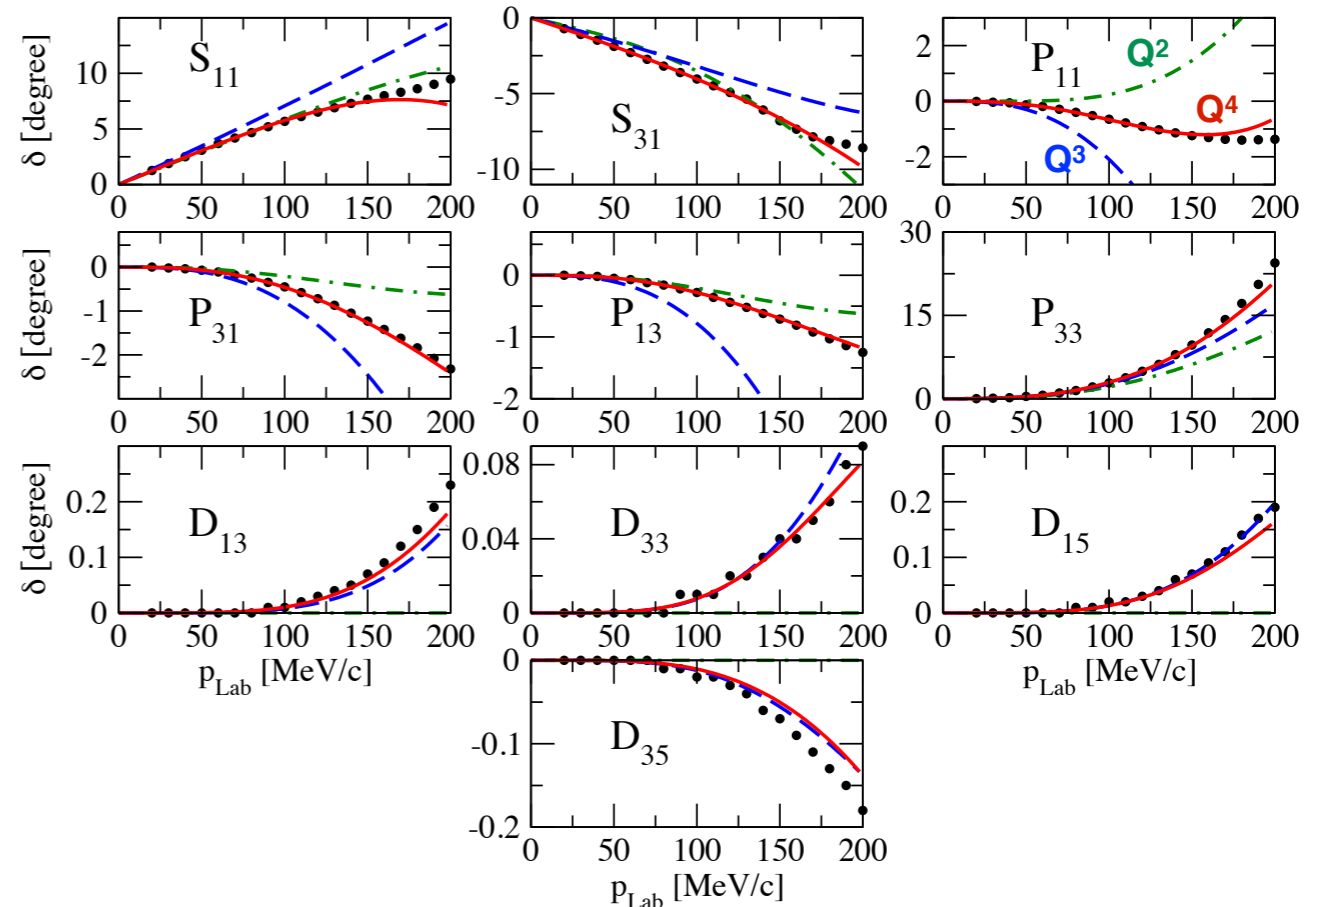 δ [degree]
10
5
0
S11
0 50 100 150 200
0
-5
-10
S31
0 50 100 150 200
2
0
-2
P11
Q2
Q4
Q3
0 50 100 150 200
δ [degree]
0
-1
-2
P31
0 50 100 150 200
0
-1
-2
P13
0 50 100 150 200
30
15
0
P33
0 50 100 150 200
δ [degree]
0.2
0.1
0
D13
0 50 100 150 200
pLab [MeV/c]
0.08
0.04
0
D33
0 50 100 150 200
0.2
0.1
0
D15
0 50 100 150 200
pLab [MeV/c]
0
-0.1
-0.2
D35
0 50 100 150 200
pLab [MeV/c]